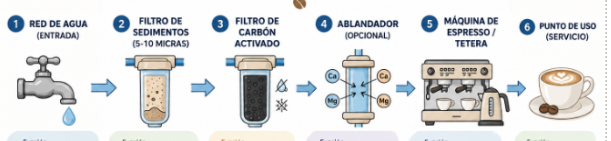 1 RED DE AGUA
(ENTRADA)
2 FILTRO DE
SEDIMENTOS
(5-10 MICRAS)
3 FILTRO DE
CARBÓN
ACTIVADO
4 ABLANDADOR
(OPCIONAL)
Ca
Ca
Mg
Mg
5 MÁQUINA DE
ESPRESSO /
TETERA
6 PUNTO DE USO
(SERVICIO)